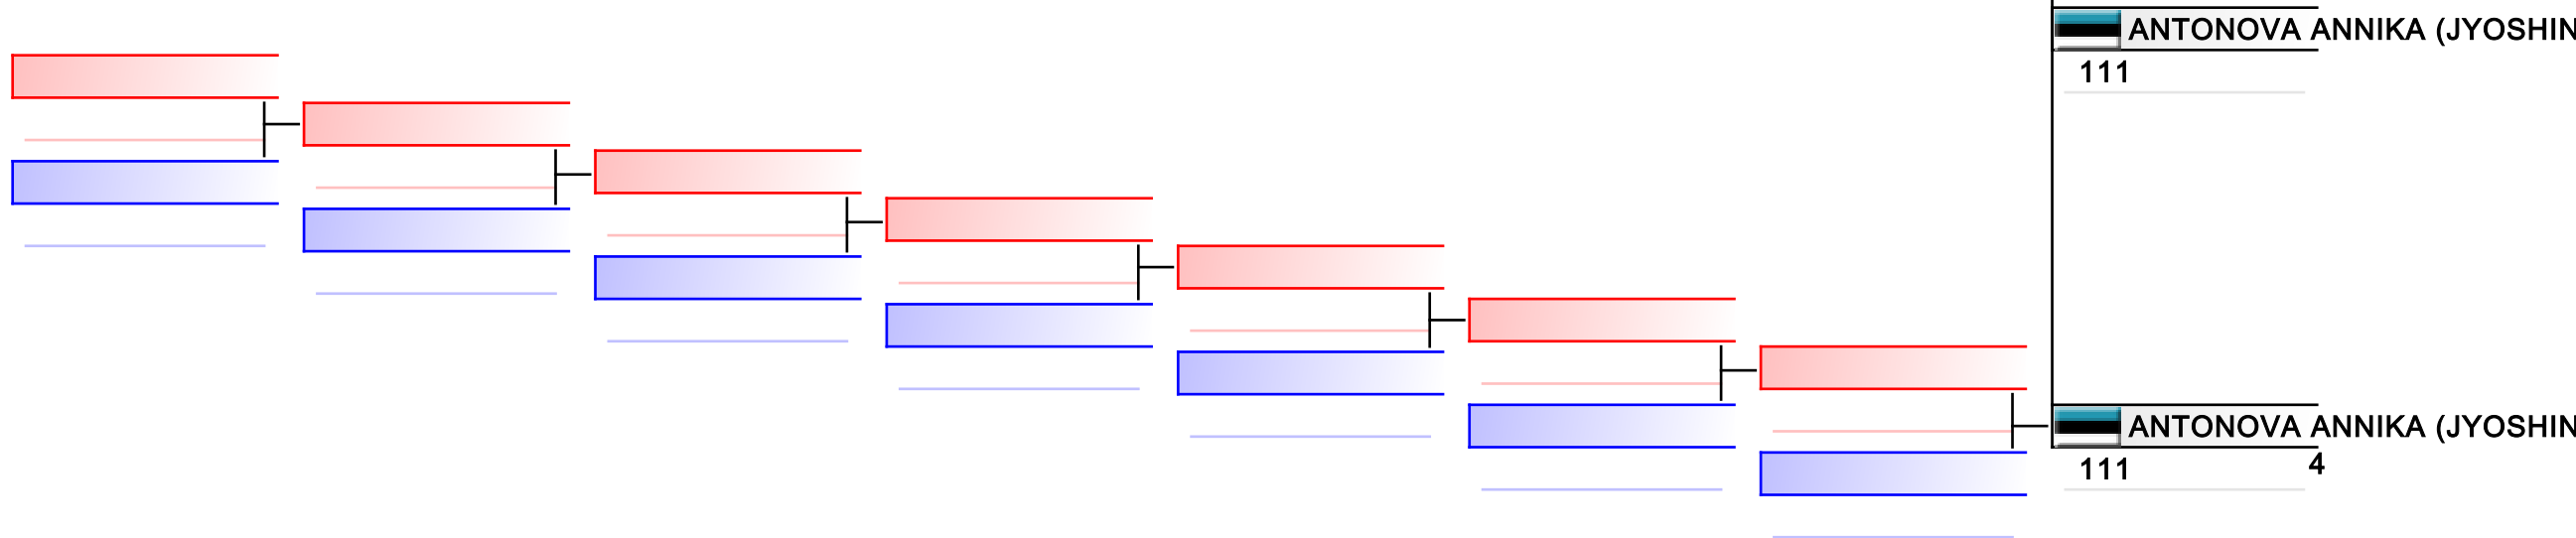 ANTONOVA ANNIKA (JYOSHIN
111
ANTONOVA ANNIKA (JYOSHIN
111 4